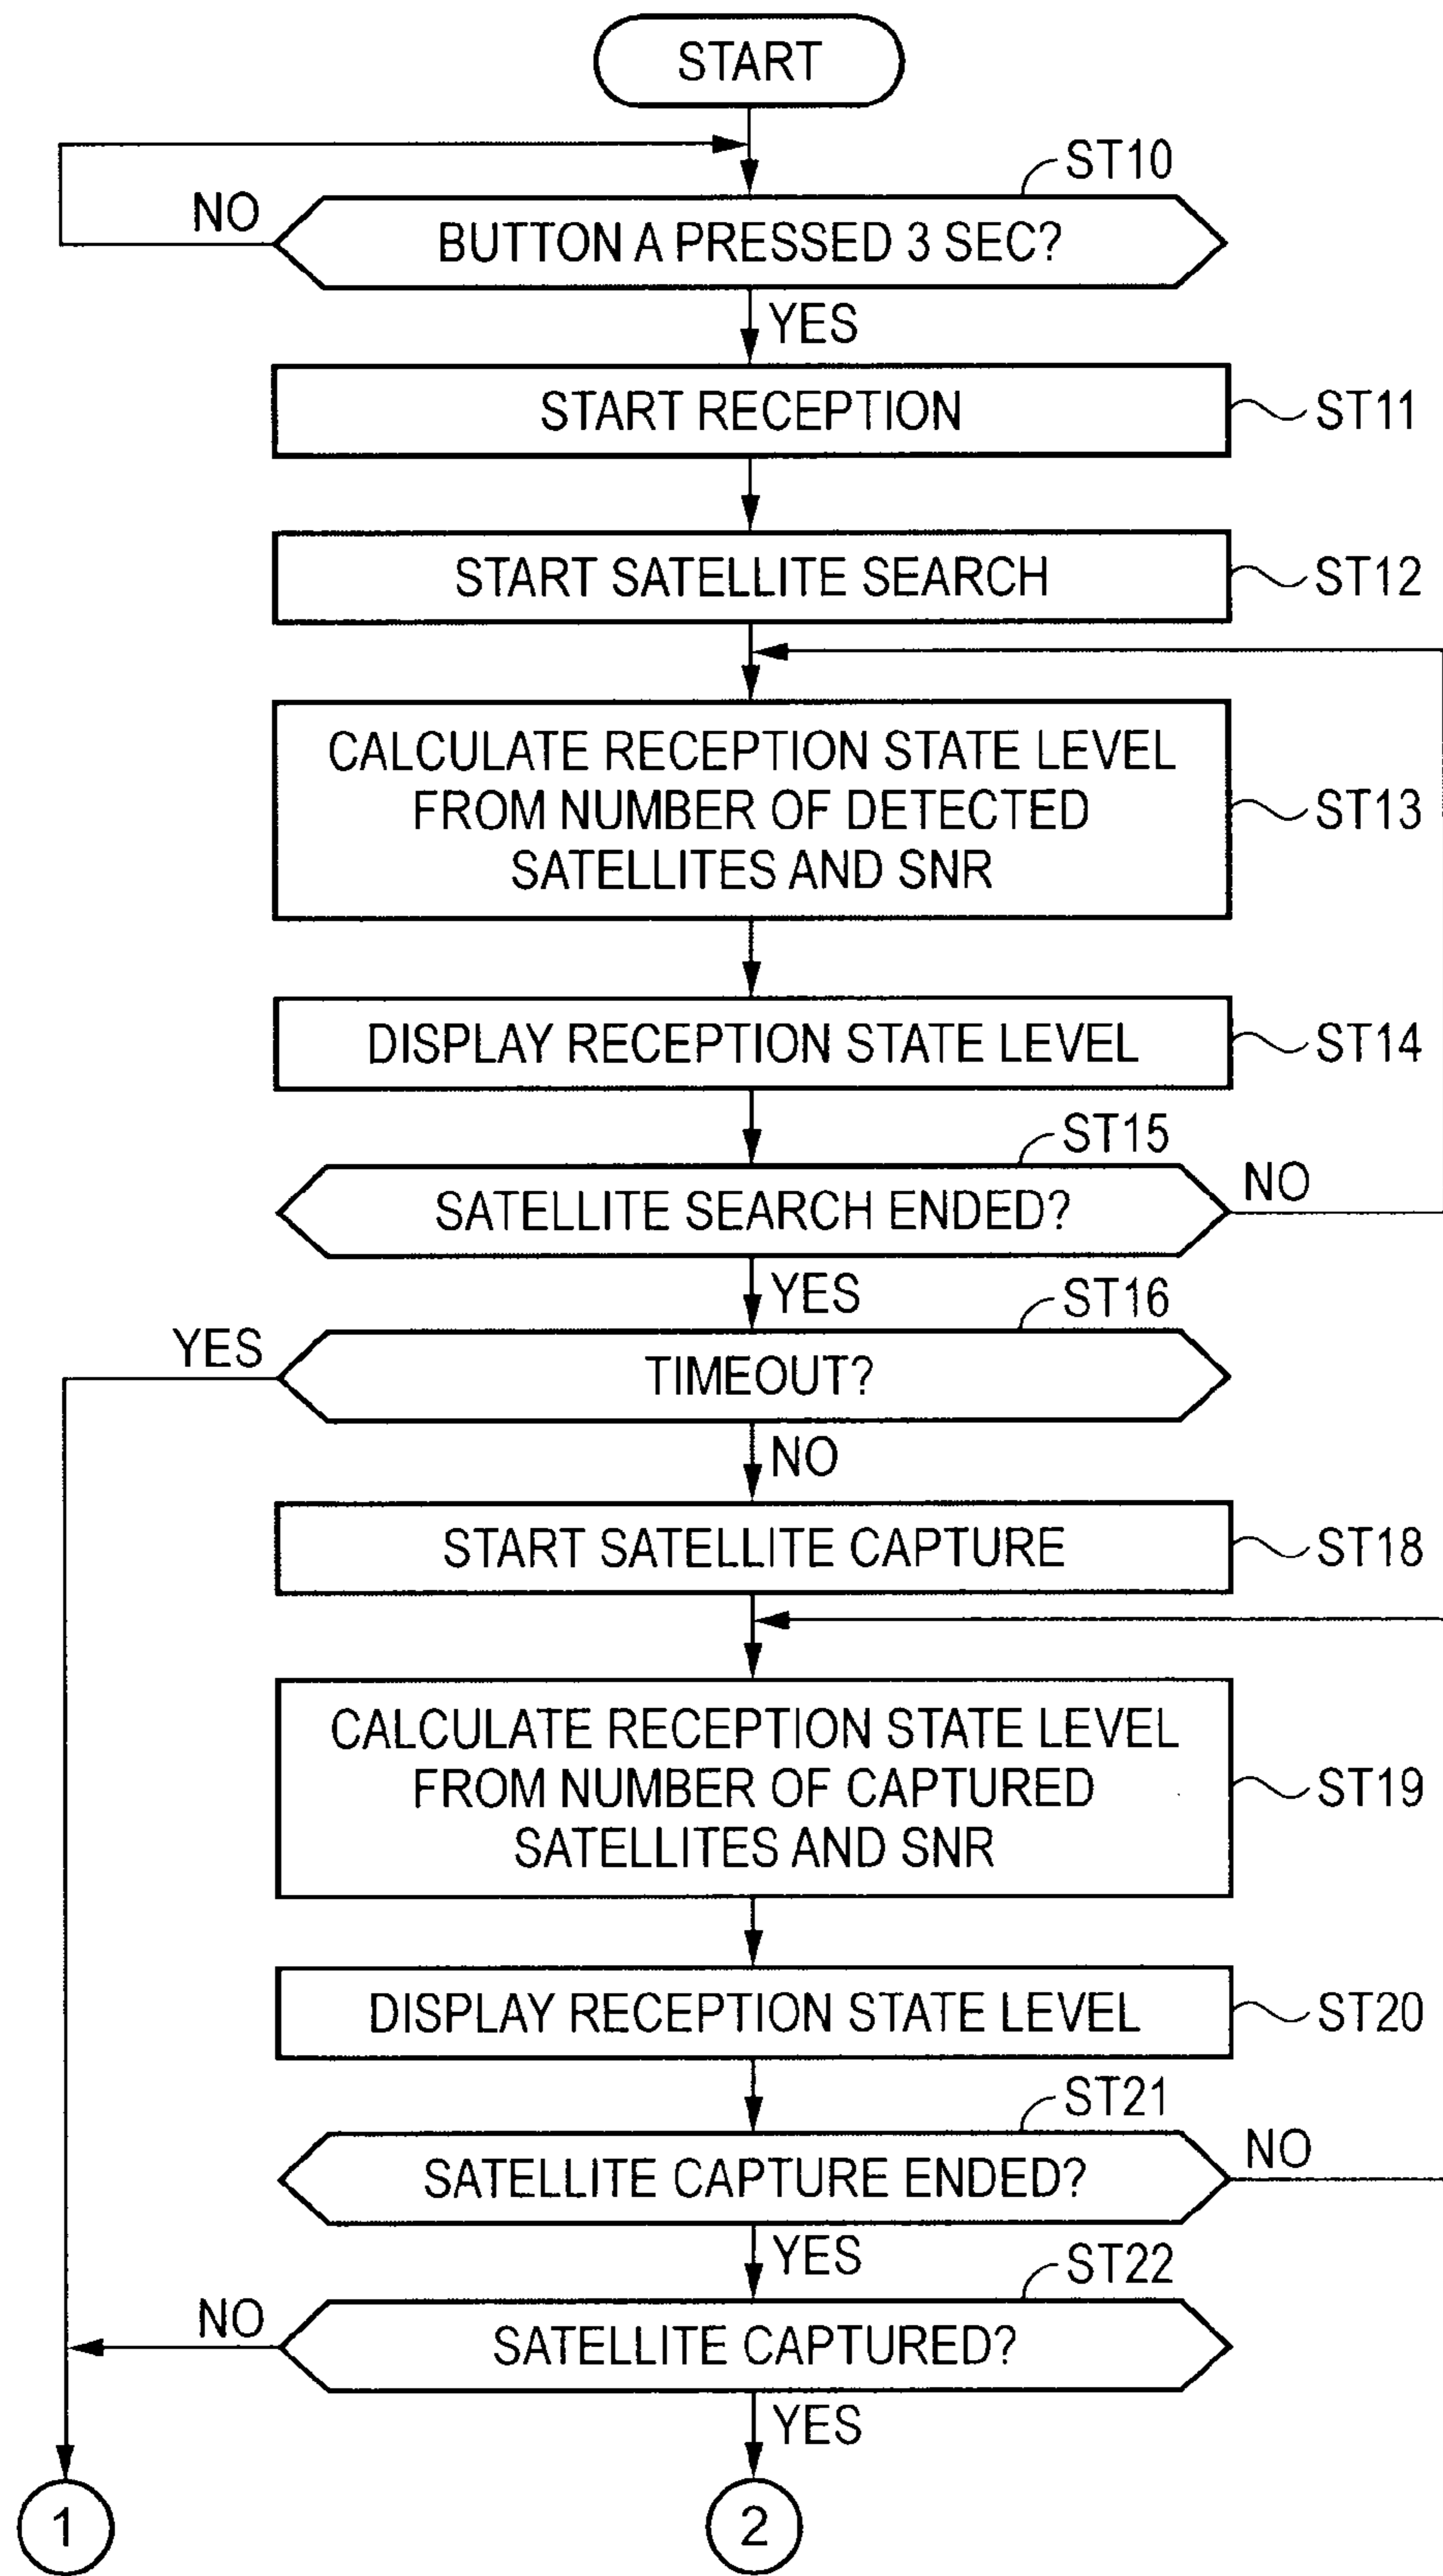 START
ST10
NO
BUTTON A PRESSED 3 SEC?
YES
START RECEPTION
ST11
START SATELLITE SEARCH
ST12
CALCULATE RECEPTION STATE LEVEL
FROM NUMBER OF DETECTED
SATELLITES AND SNR
ST13
DISPLAY RECEPTION STATE LEVEL
ST14
ST15
SATELLITE SEARCH ENDED?
NO
YES
ST16
YES
TIMEOUT?
NO
START SATELLITE CAPTURE
ST18
CALCULATE RECEPTION STATE LEVEL
FROM NUMBER OF CAPTURED
SATELLITES AND SNR
ST19
DISPLAY RECEPTION STATE LEVEL
ST20
ST21
SATELLITE CAPTURE ENDED?
NO
YES
ST22
NO
SATELLITE CAPTURED?
YES
1
2